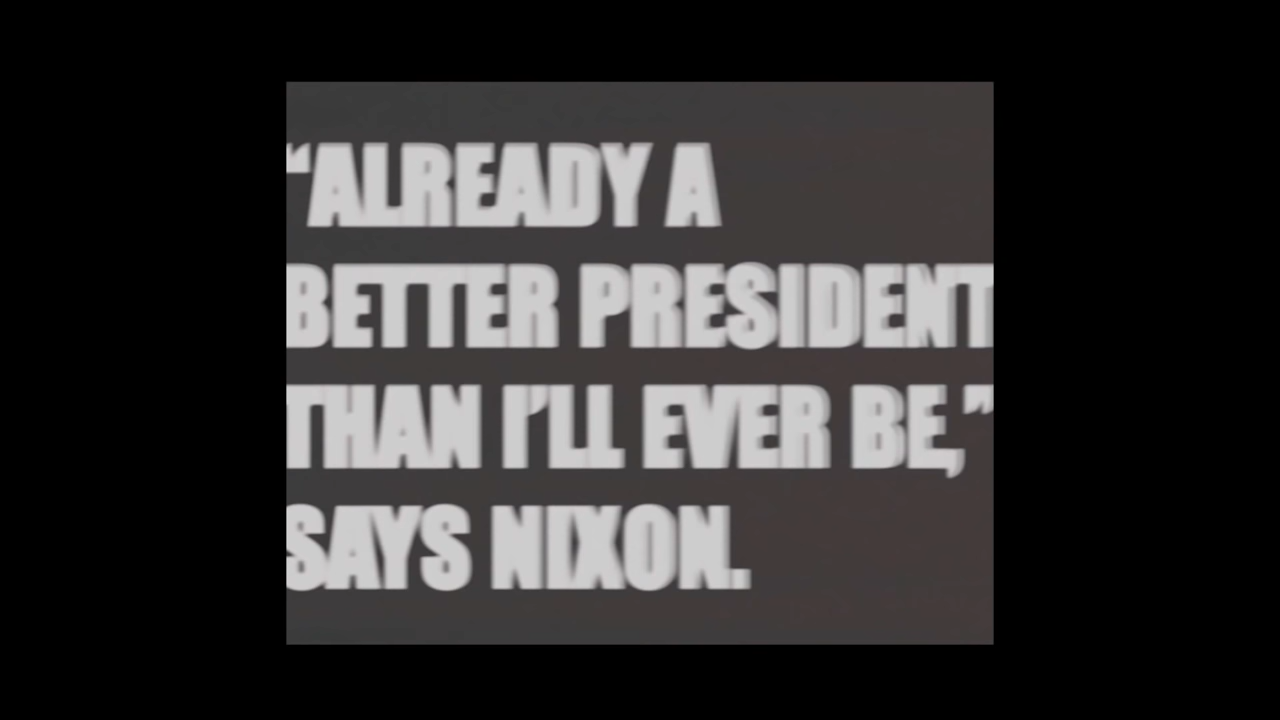 “ALREADY A
BETTER PRESIDENT
THAN I’LL EVER BE,”
SAYS NIXON.